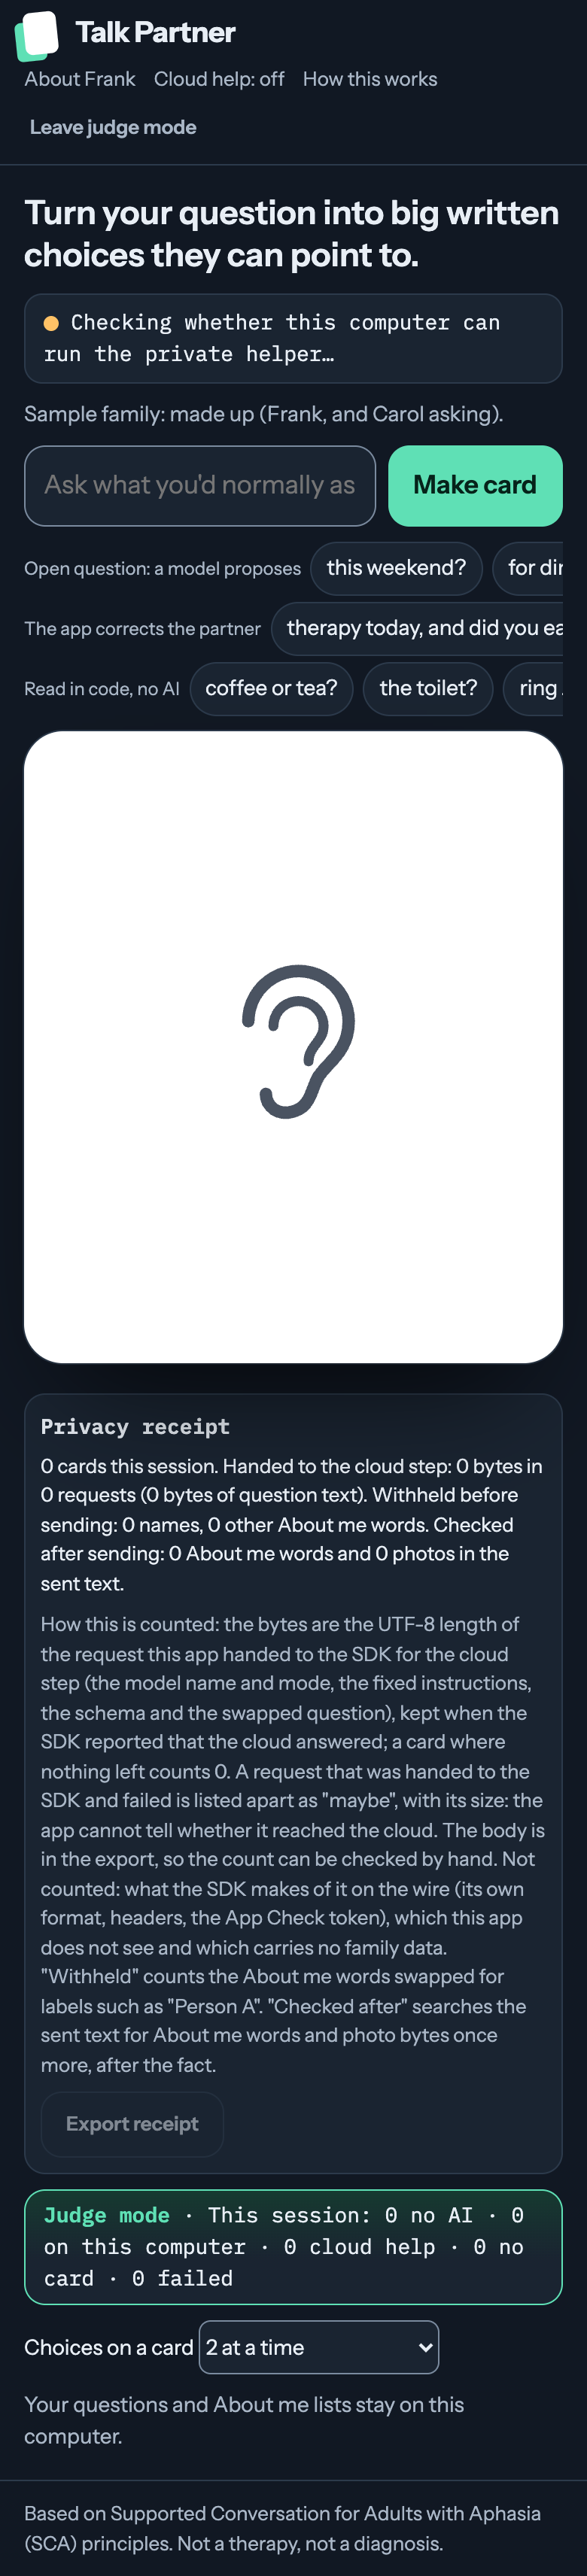 Talk Partner
About Frank Cloud help: off How this works
Leave judge mode
Turn your question into big written
choices they can point to.
Checking whether this computer can
run the private helper…
Sample family: made up (Frank, and Carol asking).
Ask what you'd normally as Make card
Open question: a model proposes this weekend? for din
The app corrects the partner therapy today, and did you ea
Read in code, no AI coffee or tea? the toilet? ring
Privacy receipt
0 cards this session. Handed to the cloud step: 0 bytes in
0 requests (0 bytes of question text). Withheld before
sending: 0 names, 0 other About me words. Checked
after sending: 0 About me words and 0 photos in the
sent text.
How this is counted: the bytes are the UTF-8 length of
the request this app handed to the SDK for the cloud
step (the model name and mode, the fixed instructions,
the schema and the swapped question), kept when the
SDK reported that the cloud answered; a card where
nothing left counts 0. A request that was handed to the
SDK and failed is listed apart as "maybe", with its size: the
app cannot tell whether it reached the cloud. The body is
in the export, so the count can be checked by hand. Not
counted: what the SDK makes of it on the wire (its own
format, headers, the App Check token), which this app
does not see and which carries no family data.
"Withheld" counts the About me words swapped for
labels such as "Person A". "Checked after" searches the
sent text for About me words and photo bytes once
more, after the fact.
Export receipt
Judge mode · This session: 0 no AI · 0
on this computer · 0 cloud help · 0 no
card · 0 failed
Choices on a card 2 at a time
Your questions and About me lists stay on this
computer.
Based on Supported Conversation for Adults with Aphasia
(SCA) principles. Not a therapy, not a diagnosis.